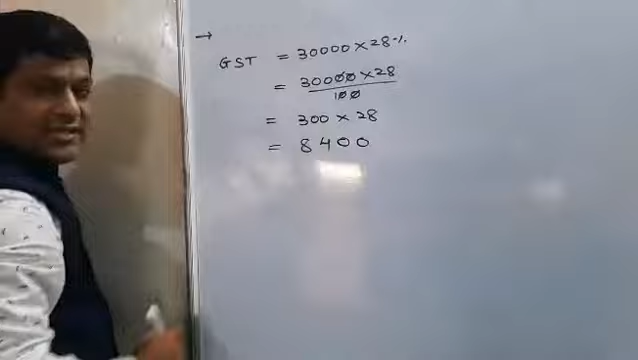 →
GST = 30000 × 28%
= 30000 × 28
100
= 300 × 28
= 8400